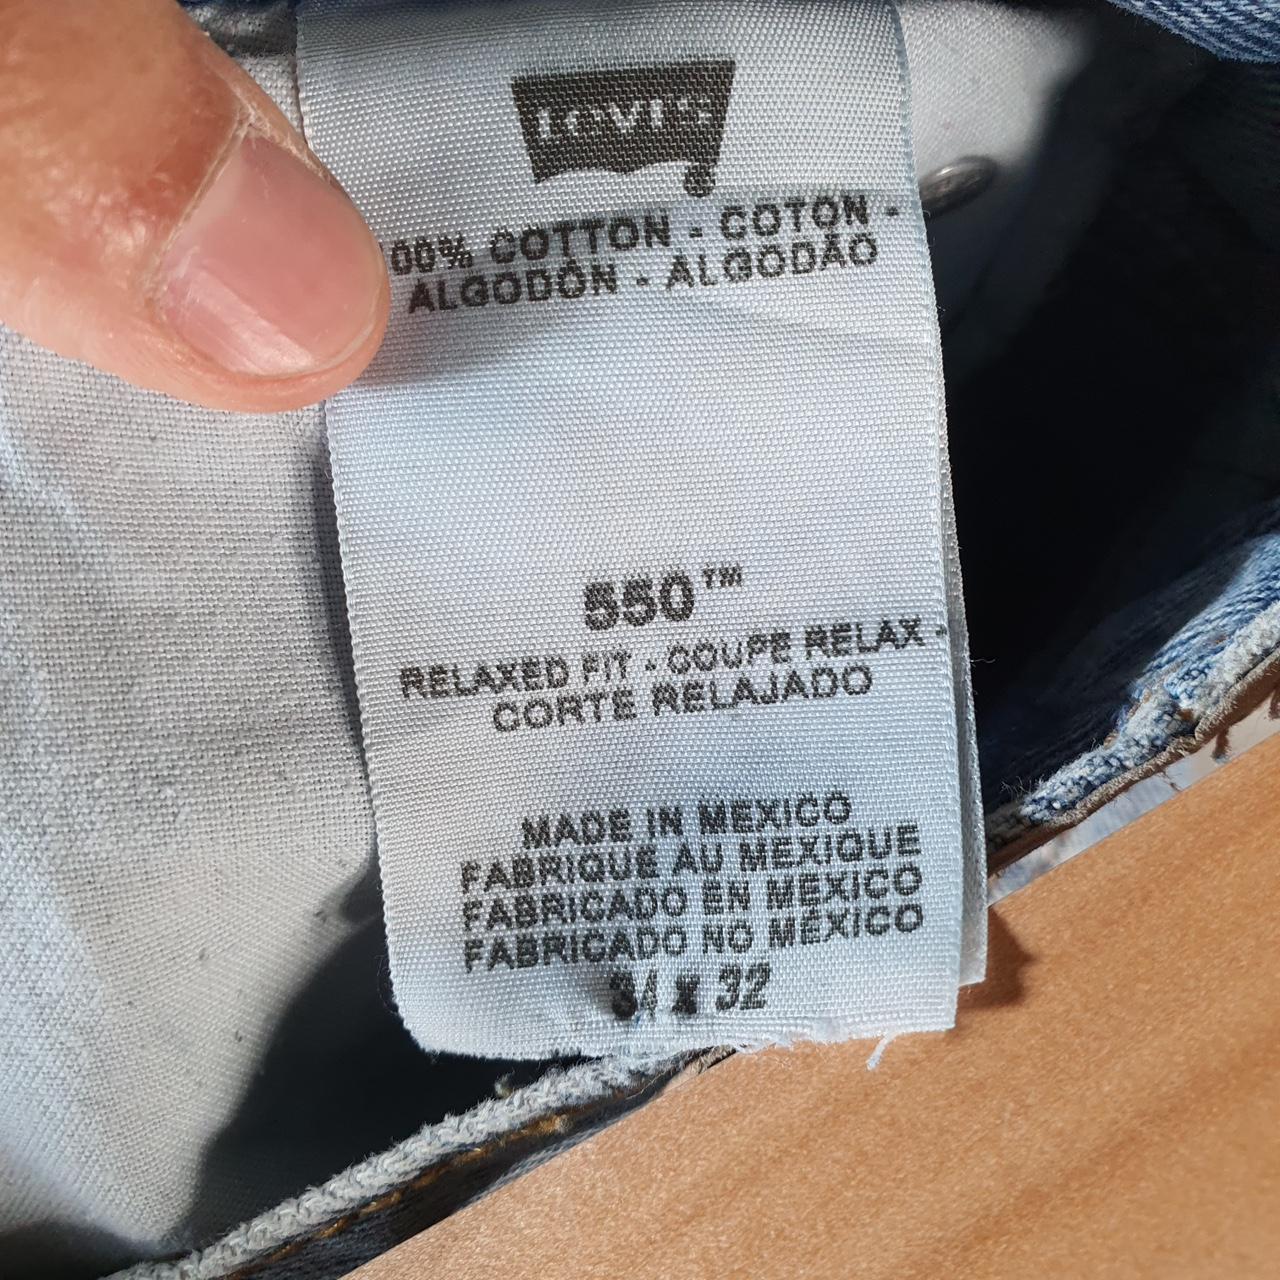 Levi's
®
100% COTTON - COTON -
ALGODÓN - ALGODÃO
550™
RELAXED FIT - COUPE RELAX -
CORTE RELAJADO
MADE IN MEXICO
FABRIQUE AU MEXIQUE
FABRICADO EN MEXICO
FABRICADO NO MÉXICO
34 x 32